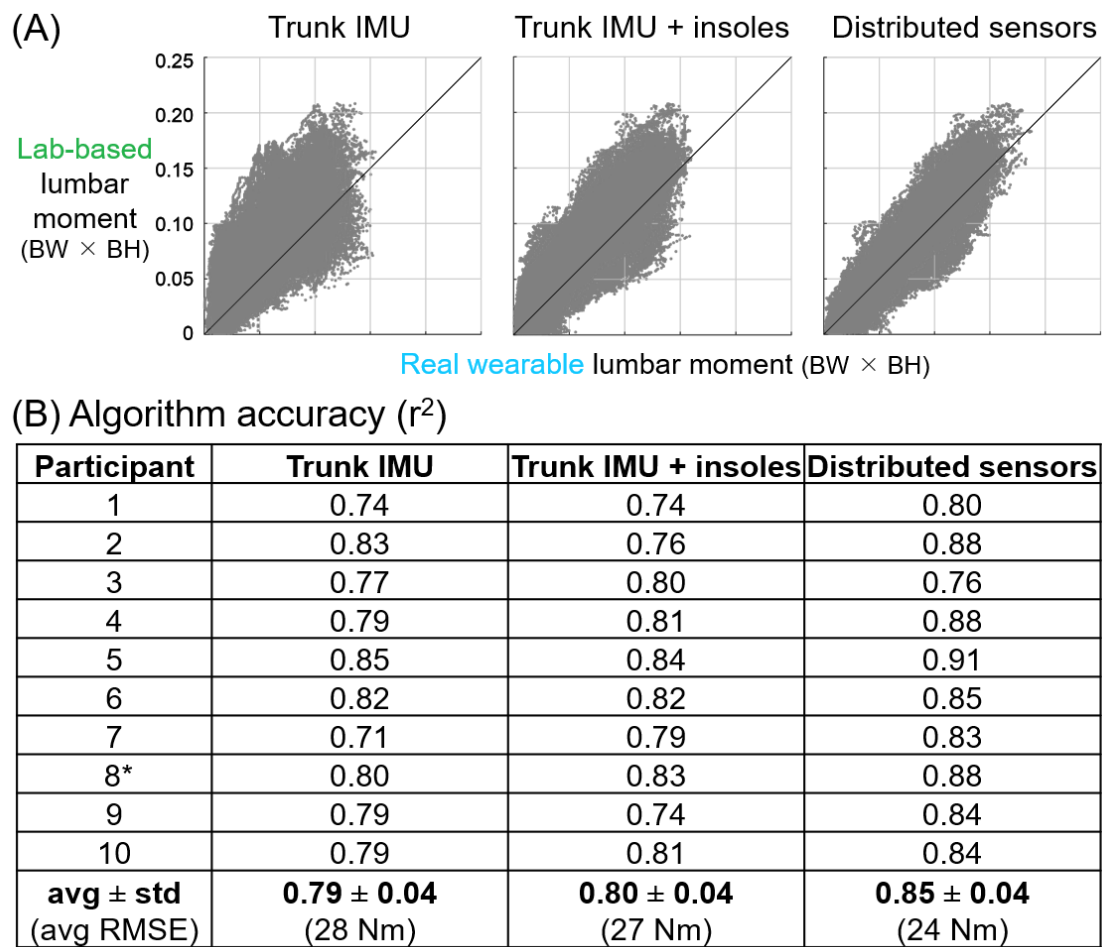 (A)
Trunk IMU Trunk IMU + insoles Distributed sensors
0.25
0.20
0.15
0.10
0.05
0
Lab-based
lumbar
moment
(BW × BH)
Real wearable lumbar moment (BW × BH)
(B) Algorithm accuracy (r²)
Participant Trunk IMU Trunk IMU + insoles Distributed sensors
1 0.74 0.74 0.80
2 0.83 0.76 0.88
3 0.77 0.80 0.76
4 0.79 0.81 0.88
5 0.85 0.84 0.91
6 0.82 0.82 0.85
7 0.71 0.79 0.83
8* 0.80 0.83 0.88
9 0.79 0.74 0.84
10 0.79 0.81 0.84
avg ± std 0.79 ± 0.04 0.80 ± 0.04 0.85 ± 0.04
(avg RMSE) (28 Nm) (27 Nm) (24 Nm)